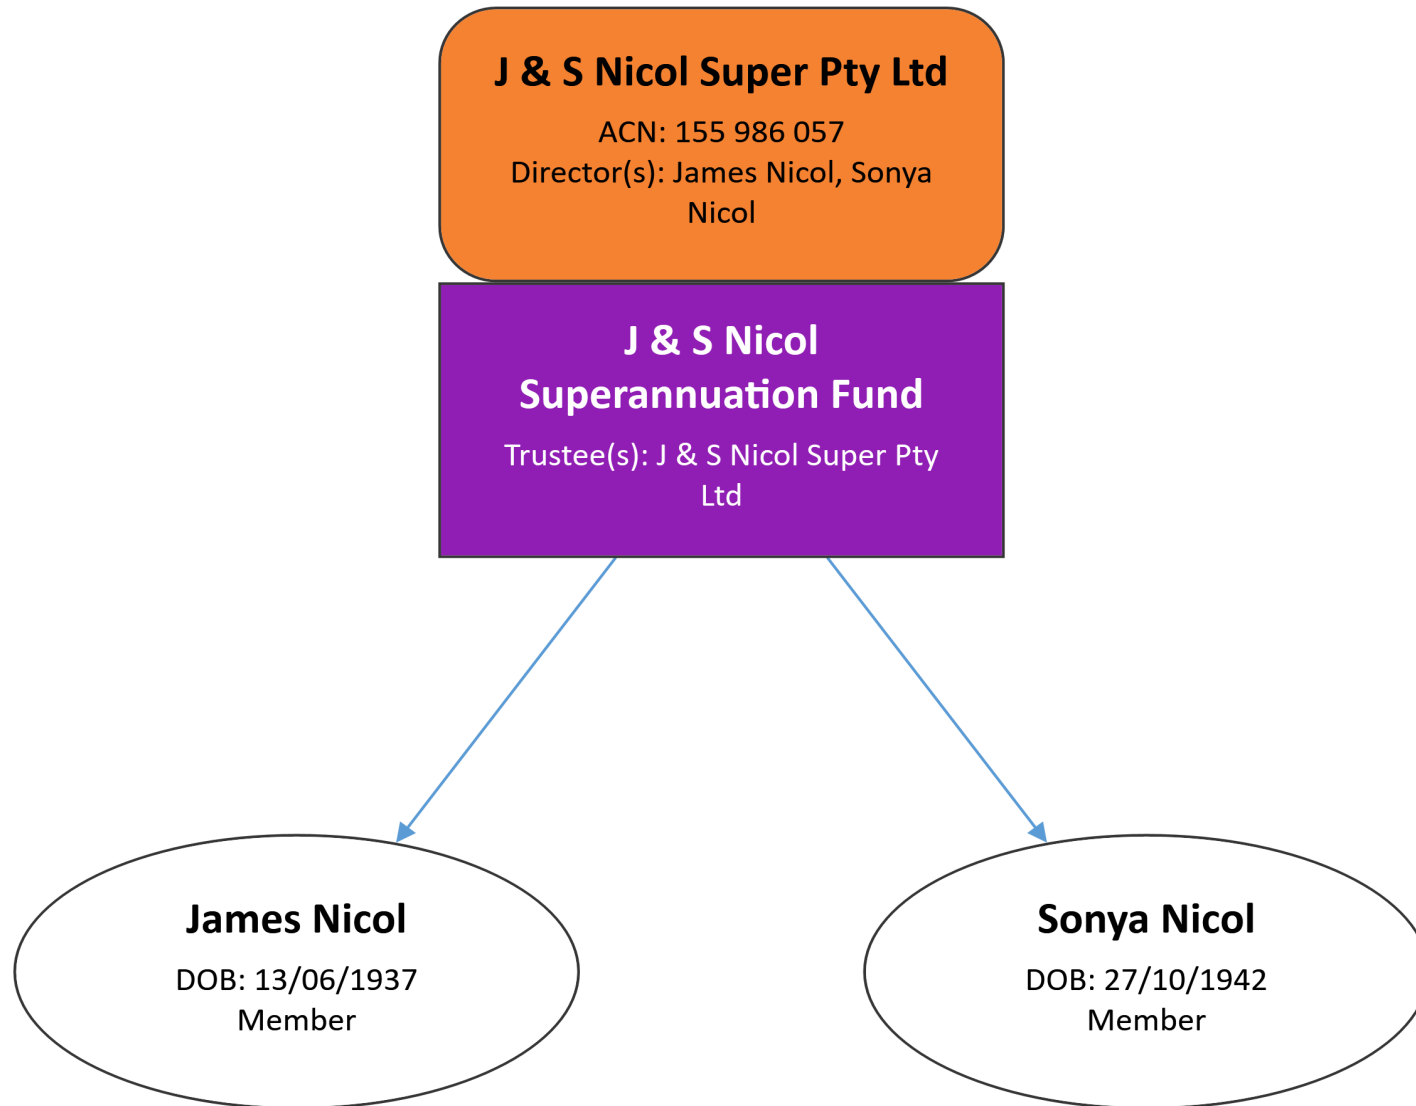 J & S Nicol Super Pty Ltd
ACN: 155 986 057
Director(s): James Nicol, Sonya
Nicol
J & S Nicol
Superannuation Fund
Trustee(s): J & S Nicol Super Pty
Ltd
James Nicol
DOB: 13/06/1937
Member
Sonya Nicol
DOB: 27/10/1942
Member